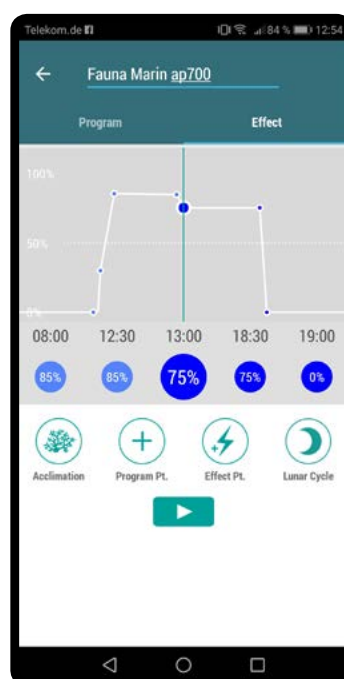 Telekom.de 84 % 12:54
Fauna Marin ap700
Program Effect
100%
50%
0%
08:00 12:30 13:00 18:30 19:00
85% 85% 75% 75% 0%
Acclimation Program Pt. Effect Pt. Lunar Cycle